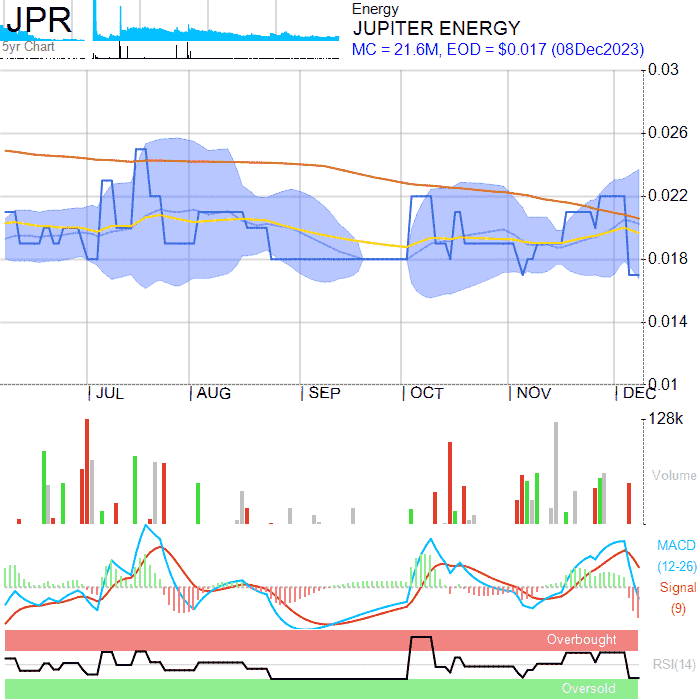 JPR
5yr Chart
Energy
JUPITER ENERGY
MC = 21.6M, EOD = $0.017 (08Dec2023)
0.03
0.026
0.022
0.018
0.014
0.01
JUL AUG SEP OCT NOV DEC
128k
Volume
MACD
(12-26)
Signal
(9)
Overbought
RSI(14)
Oversold